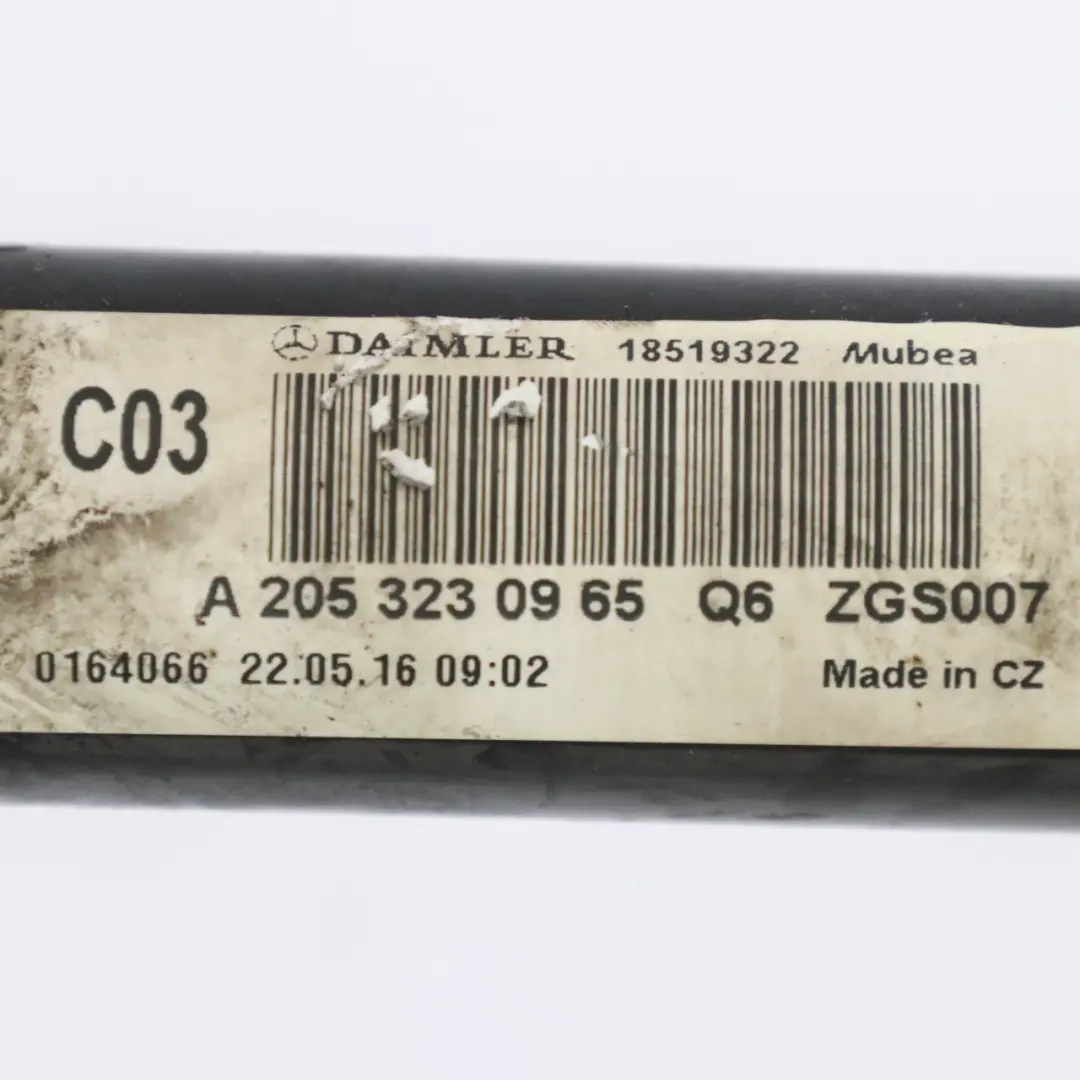 DAIMLER 18519322 Mubea
C03
A 205 323 09 65 Q6 ZGS007
0164066 22.05.16 09:02 Made in CZ